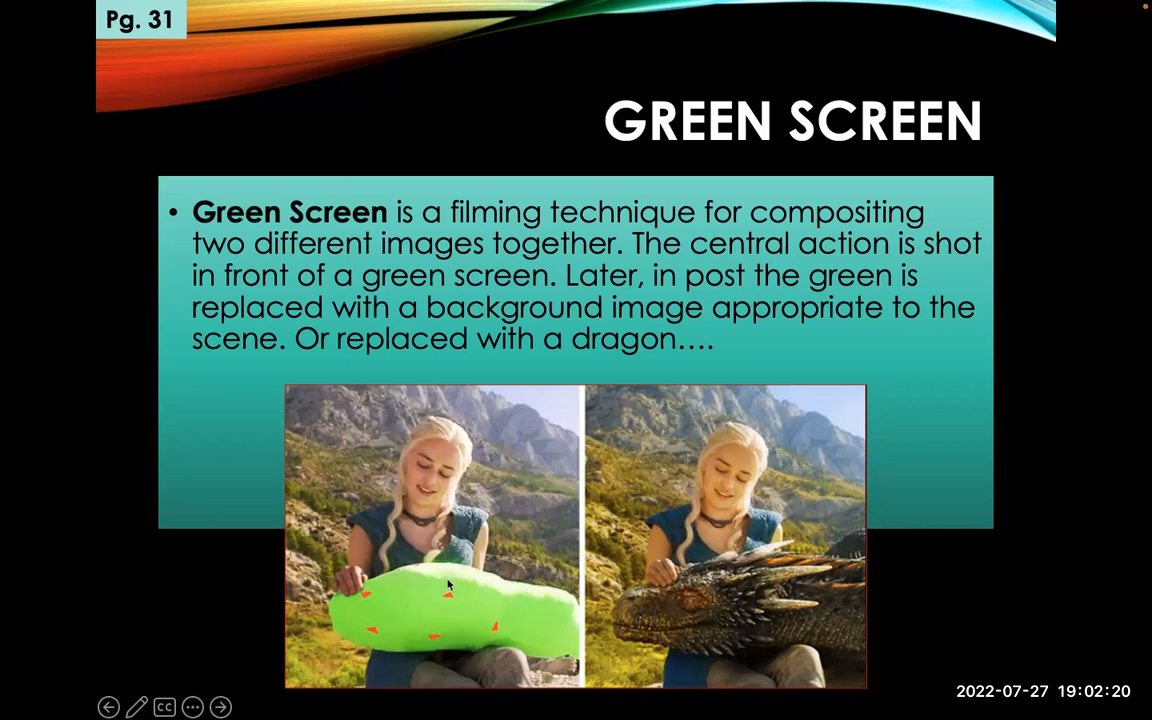 Pg. 31
GREEN SCREEN
• Green Screen is a filming technique for compositing
two different images together. The central action is shot
in front of a green screen. Later, in post the green is
replaced with a background image appropriate to the
scene. Or replaced with a dragon....
CC
2022-07-27 19:02:20